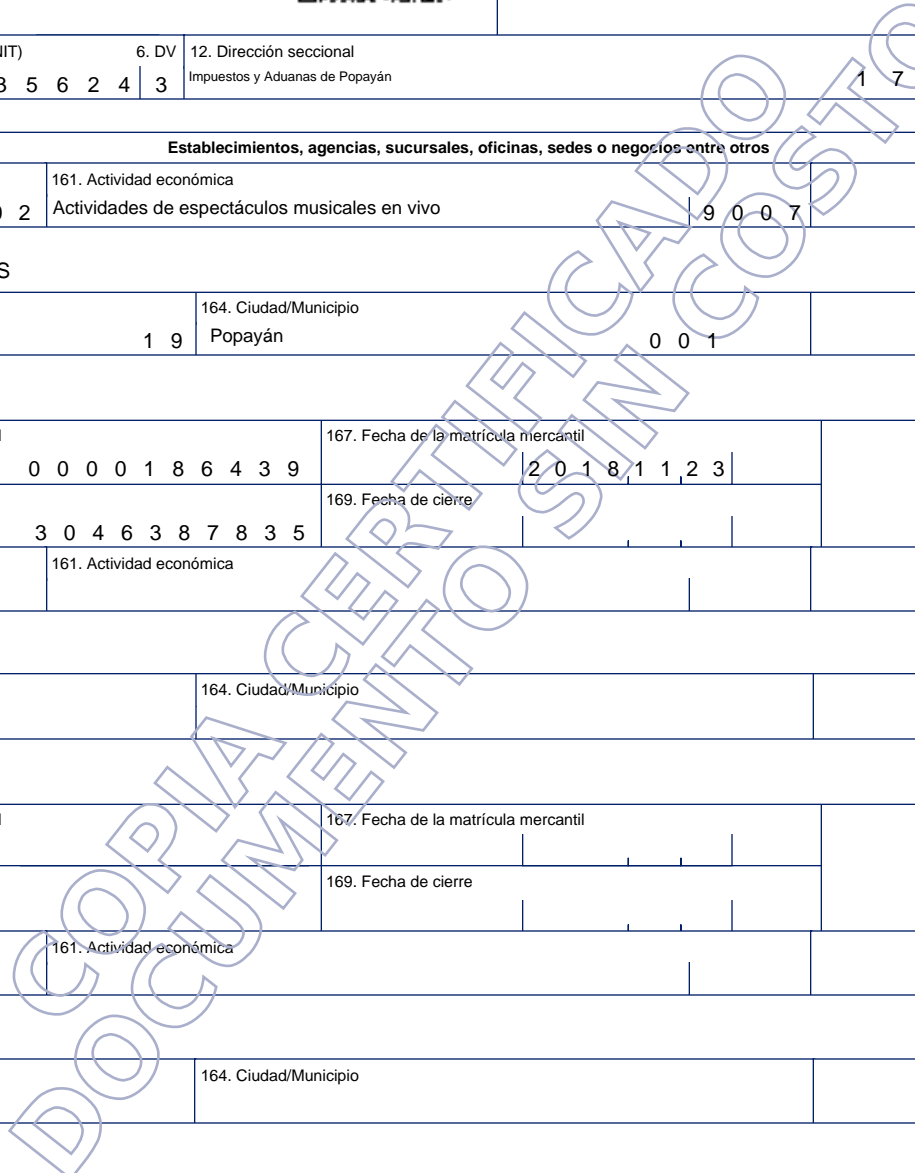 IT) 6. DV 12. Dirección seccional
5 6 2 4 3 Impuestos y Aduanas de Popayán 1 7
Establecimientos, agencias, sucursales, oficinas, sedes o negocios entre otros
161. Actividad económica
2 Actividades de espectáculos musicales en vivo 9 0 0 7
S
164. Ciudad/Municipio
1 9 Popayán 0 0 1
167. Fecha de la matrícula mercantil
0 0 0 0 1 8 6 4 3 9 2 0 1 8 1 1 2 3
169. Fecha de cierre
3 0 4 6 3 8 7 8 3 5
161. Actividad económica
164. Ciudad/Municipio
167. Fecha de la matrícula mercantil
169. Fecha de cierre
161. Actividad económica
164. Ciudad/Municipio
COPIA CERTIFICADO
DOCUMENTO SIN COSTO